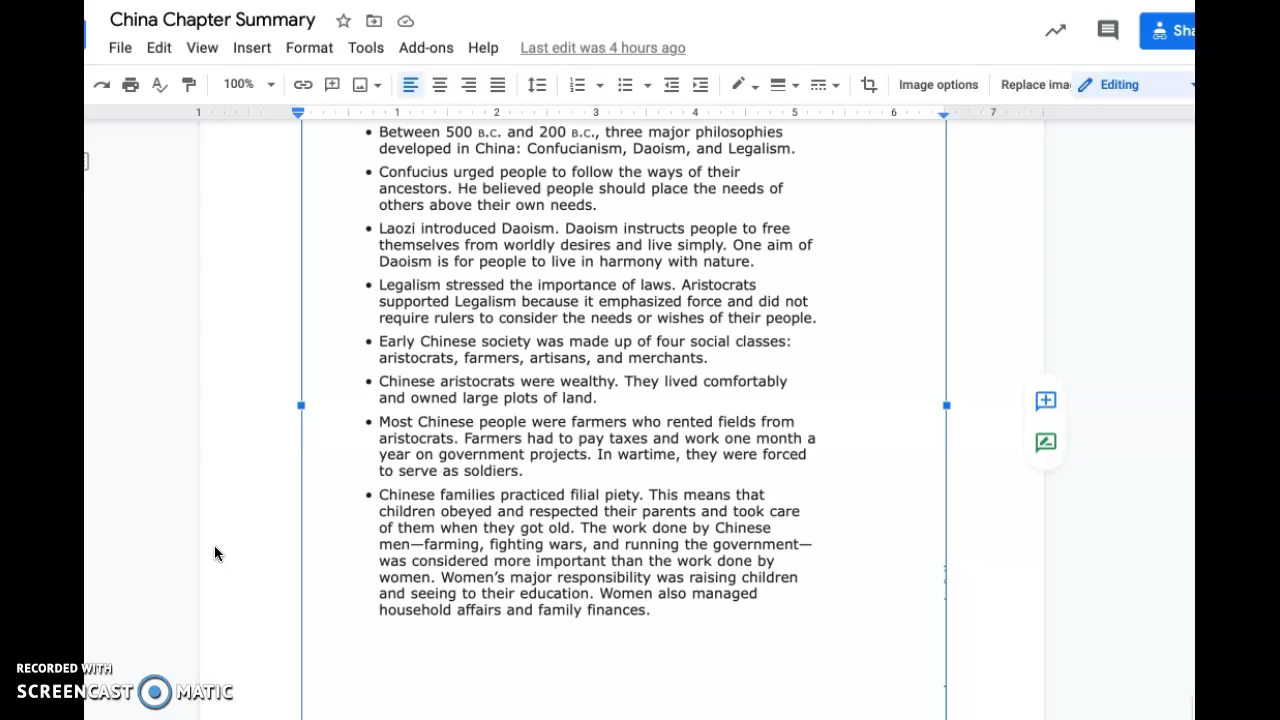 China Chapter Summary
File Edit View Insert Format Tools Add-ons Help Last edit was 4 hours ago
100% Image options Replace ima Editing
1 1 2 3 4 5 6 7
• Between 500 B.C. and 200 B.C., three major philosophies
developed in China: Confucianism, Daoism, and Legalism.
• Confucius urged people to follow the ways of their
ancestors. He believed people should place the needs of
others above their own needs.
• Laozi introduced Daoism. Daoism instructs people to free
themselves from worldly desires and live simply. One aim of
Daoism is for people to live in harmony with nature.
• Legalism stressed the importance of laws. Aristocrats
supported Legalism because it emphasized force and did not
require rulers to consider the needs or wishes of their people.
• Early Chinese society was made up of four social classes:
aristocrats, farmers, artisans, and merchants.
• Chinese aristocrats were wealthy. They lived comfortably
and owned large plots of land.
• Most Chinese people were farmers who rented fields from
aristocrats. Farmers had to pay taxes and work one month a
year on government projects. In wartime, they were forced
to serve as soldiers.
• Chinese families practiced filial piety. This means that
children obeyed and respected their parents and took care
of them when they got old. The work done by Chinese
men—farming, fighting wars, and running the government—
was considered more important than the work done by
women. Women's major responsibility was raising children
and seeing to their education. Women also managed
household affairs and family finances.
RECORDED WITH
SCREENCAST MATIC